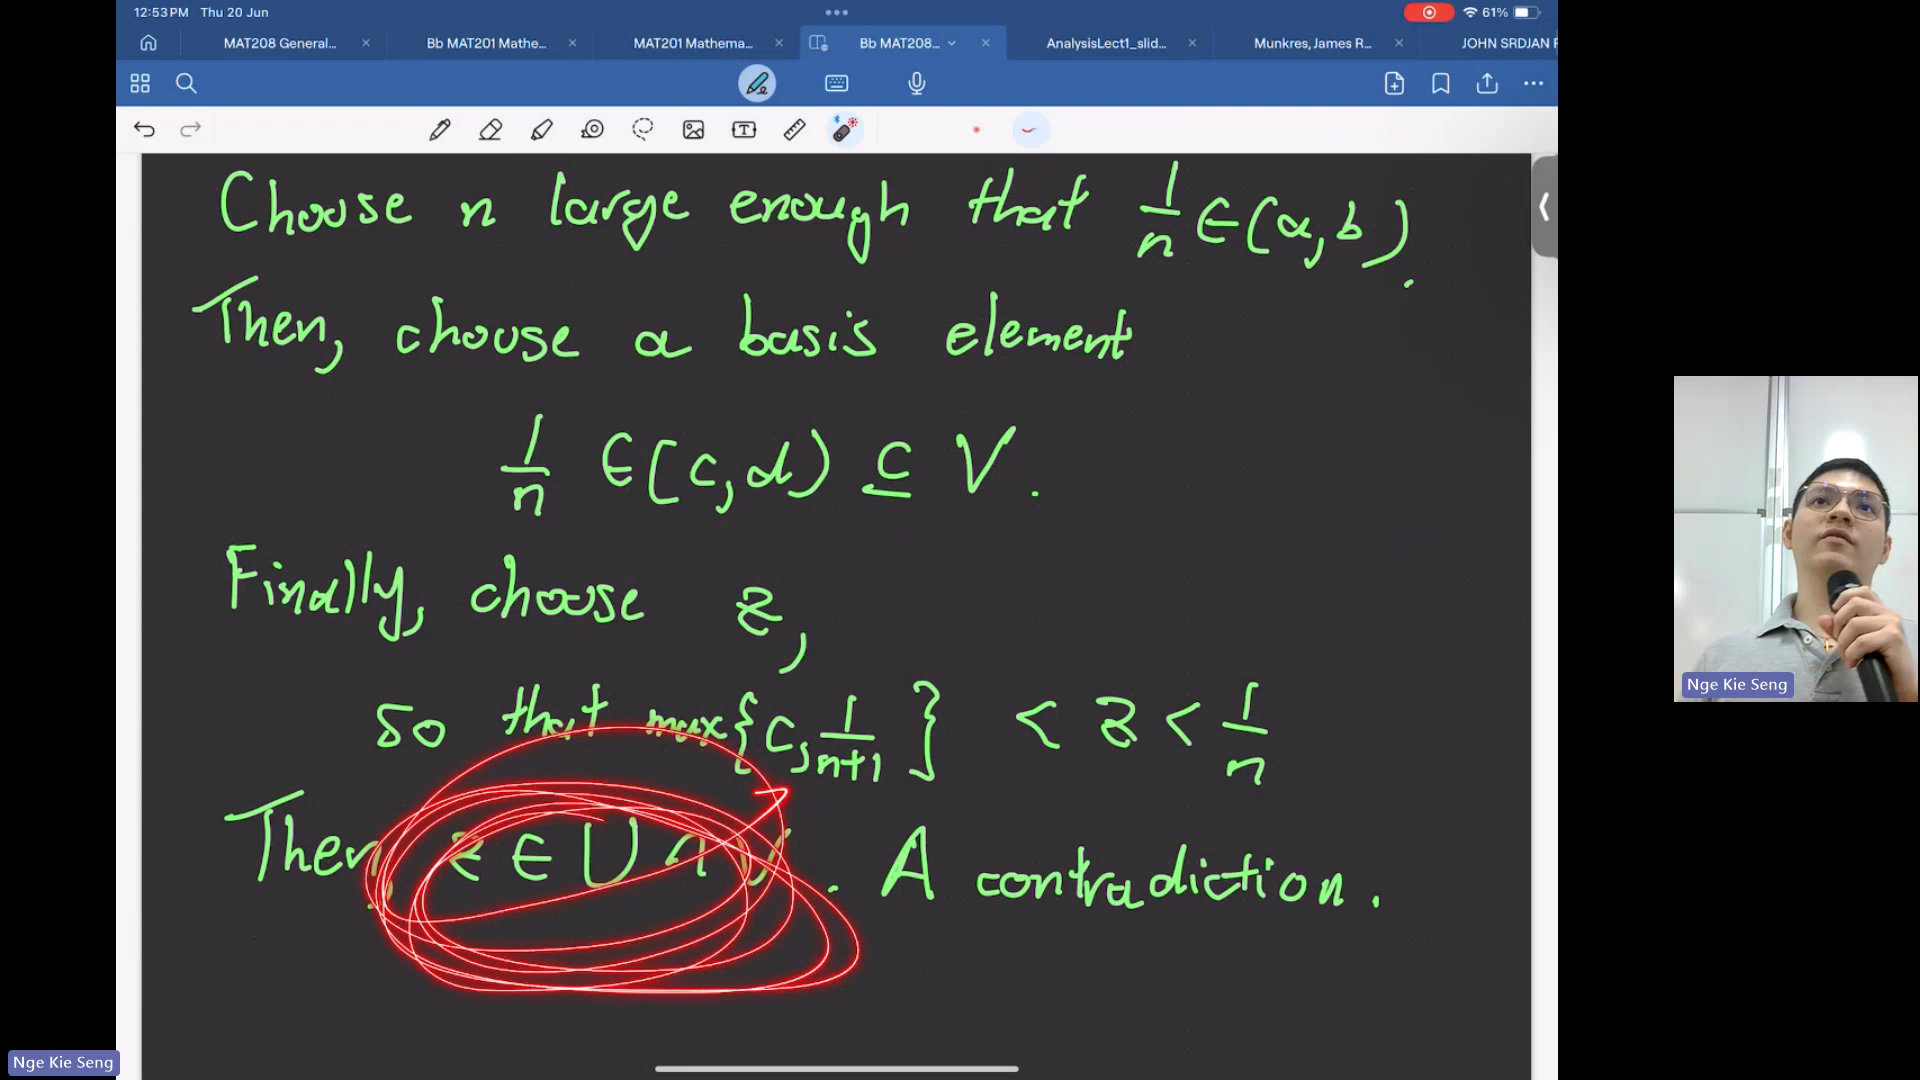 12:53 PM Thu 20 Jun
61%
MAT208 General...
Bb MAT201 Mathe...
MAT201 Mathema...
Bb MAT208...
AnalysisLect1_slid...
Munkres, James R...
JOHN SRDJAN P
Choose n large enough that 1/n ∈ (a, b).
Then, choose a basis element
1/n ∈ (c, d) ⊆ V.
Finally, choose z,
so that max{c, 1/n+1} < z < 1/n
Then, z ∈ U ∩ V. A contradiction.
Nge Kie Seng
Nge Kie Seng